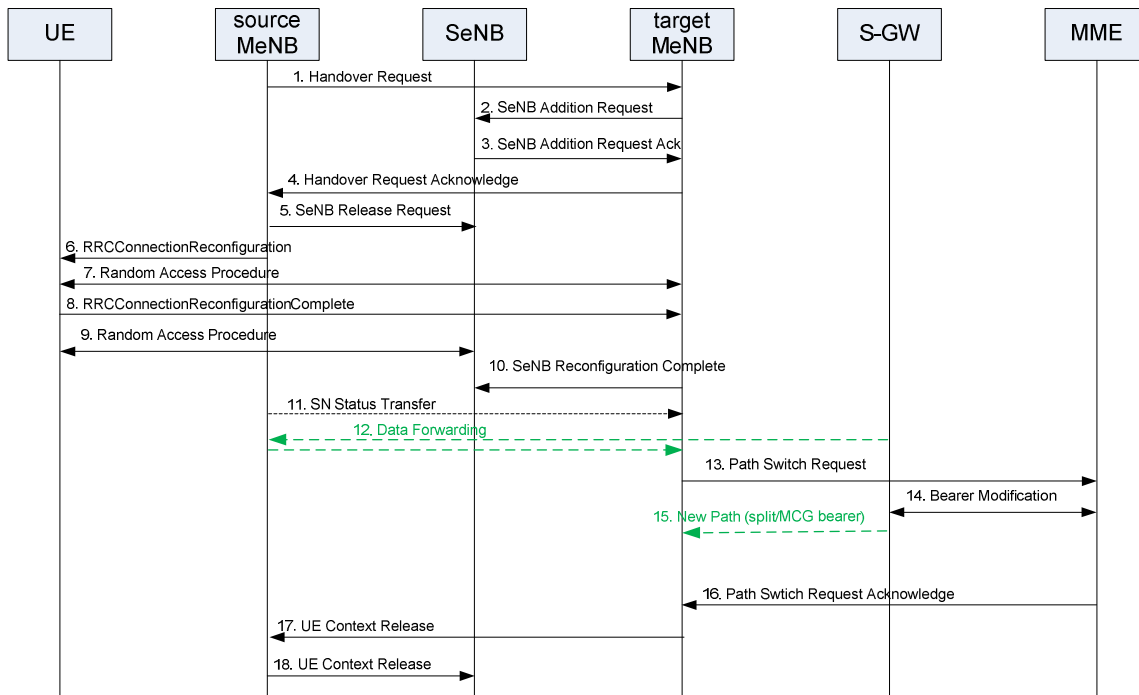 UE
source
MeNB
SeNB
target
MeNB
S-GW
MME
1. Handover Request
2. SeNB Addition Request
3. SeNB Addition Request Ack
4. Handover Request Acknowledge
5. SeNB Release Request
6. RRCConnectionReconfiguration
7. Random Access Procedure
8. RRCConnectionReconfigurationComplete
9. Random Access Procedure
10. SeNB Reconfiguration Complete
11. SN Status Transfer
12. Data Forwarding
13. Path Switch Request
14. Bearer Modification
15. New Path (split/MCG bearer)
16. Path Swtich Request Acknowledge
17. UE Context Release
18. UE Context Release